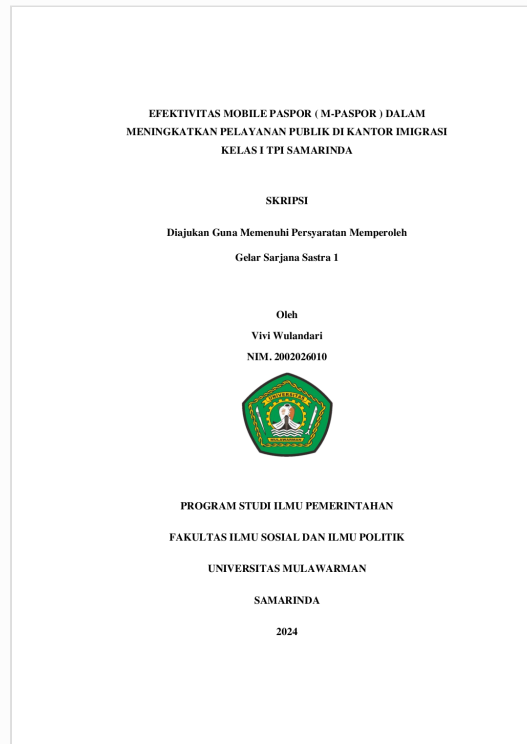 EFEKTIVITAS MOBILE PASPOR ( M-PASPOR ) DALAM
MENINGKATKAN PELAYANAN PUBLIK DI KANTOR IMIGRASI
KELAS I TPI SAMARINDA
SKRIPSI
Diajukan Guna Memenuhi Persyaratan Memperoleh
Gelar Sarjana Sastra 1
Oleh
Vivi Wulandari
NIM. 2002026010
UNIVERSITAS
MULAWARMAN
PROGRAM STUDI ILMU PEMERINTAHAN
FAKULTAS ILMU SOSIAL DAN ILMU POLITIK
UNIVERSITAS MULAWARMAN
SAMARINDA
2024